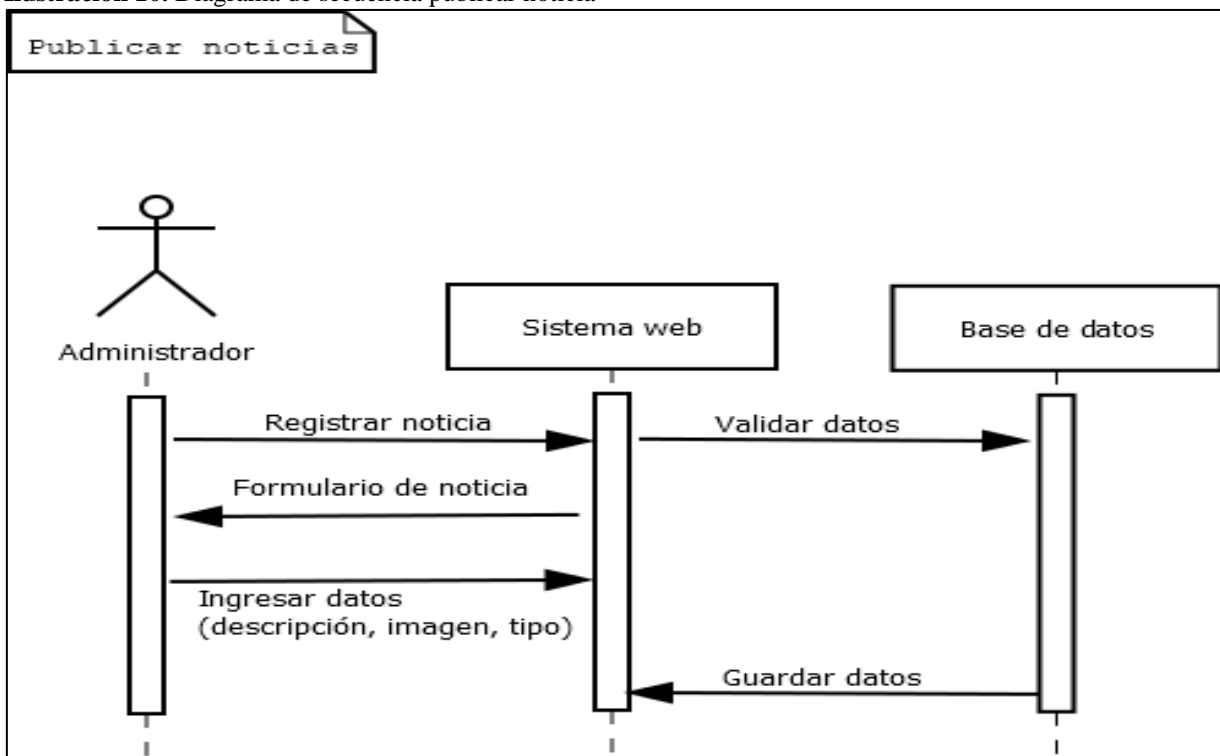 Ilustración 10. Diagrama de secuencia publicar noticia
Publicar noticias
Sistema web
Base de datos
Administrador
Registrar noticia
Validar datos
Formulario de noticia
Ingresar datos
(descripción, imagen, tipo)
Guardar datos